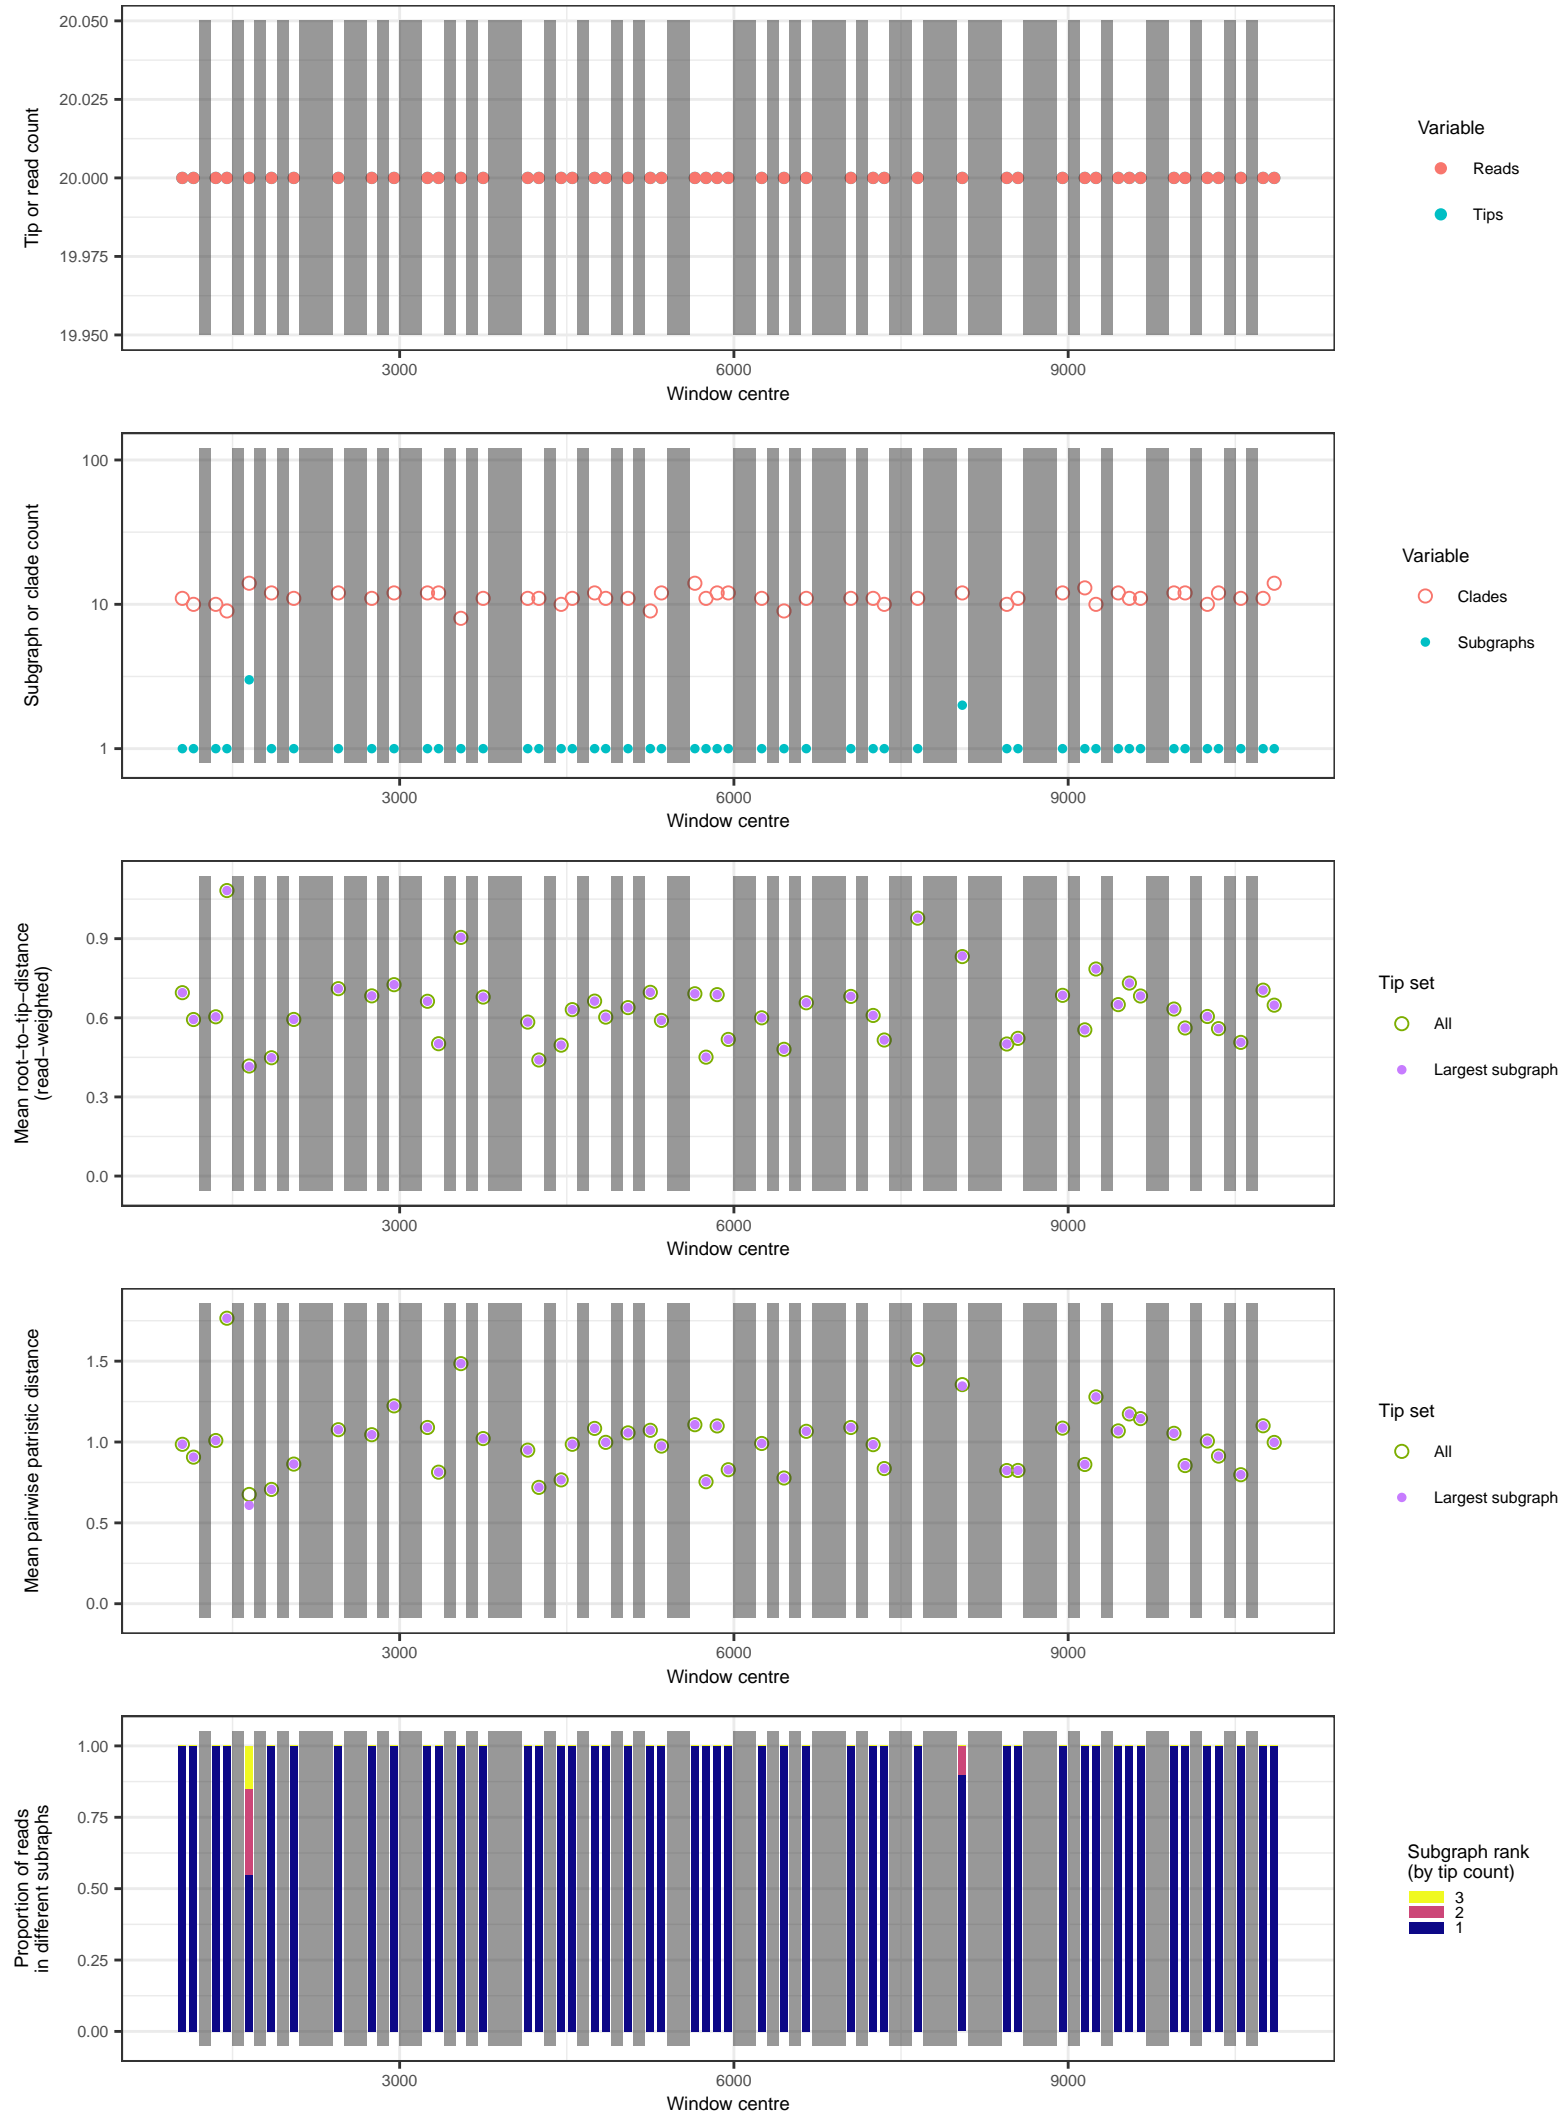 20.050
20.025
20.000
19.975
19.950
Tip or read count
3000
6000
9000
Window centre
Variable
Reads
Tips
100
10
1
Subgraph or clade count
3000
6000
9000
Window centre
Variable
Clades
Subgraphs
0.9
0.6
0.3
0.0
Mean root−to−tip−distance
(read−weighted)
3000
6000
9000
Window centre
Tip set
All
Largest subgraph
1.5
1.0
0.5
0.0
Mean pairwise patristic distance
3000
6000
9000
Window centre
Tip set
All
Largest subgraph
1.00
0.75
0.50
0.25
0.00
Proportion of reads
in different subraphs
3000
6000
9000
Window centre
Subgraph rank
(by tip count)
3
2
1